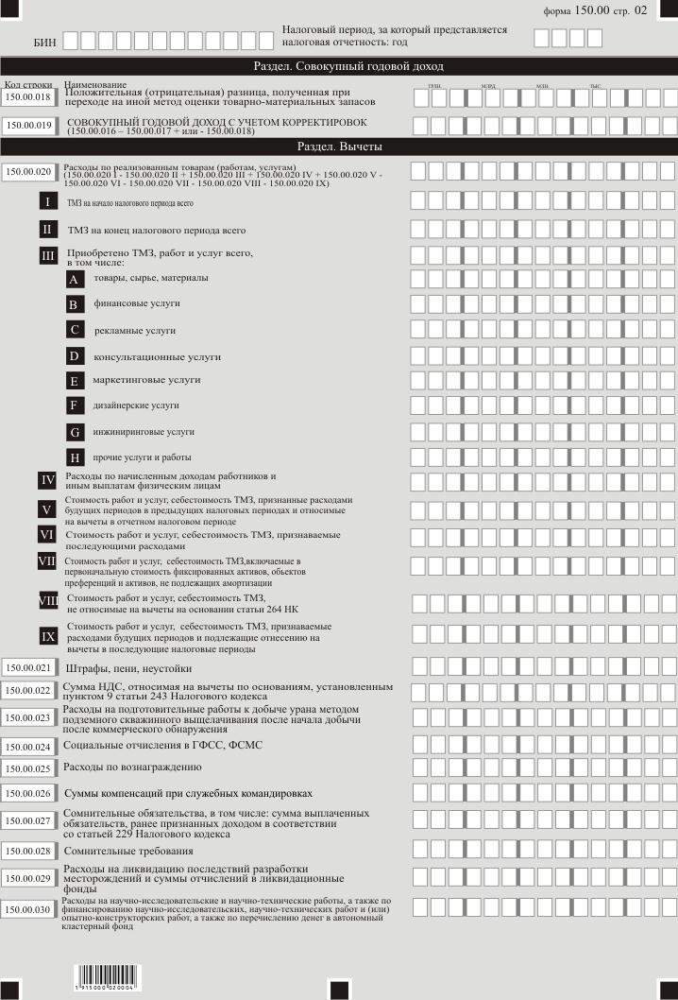 форма 150.00 стр. 02
БИН
Налоговый период, за который представляется
налоговая отчетность: год
Раздел. Совокупный годовой доход
Код строки Наименование
ТРЛН. МЛРД. МЛН. ТЫС.
150.00.018 Положительная (отрицательная) разница, полученная при
переходе на иной метод оценки товарно-материальных запасов
150.00.019 СОВОКУПНЫЙ ГОДОВОЙ ДОХОД С УЧЕТОМ КОРРЕКТИРОВОК
(150.00.016 – 150.00.017 + или - 150.00.018)
Раздел. Вычеты
150.00.020 Расходы по реализованным товарам (работам, услугам)
(150.00.020 I - 150.00.020 II + 150.00.020 III + 150.00.020 IV + 150.00.020 V -
150.00.020 VI - 150.00.020 VII - 150.00.020 VIII - 150.00.020 IX)
I ТМЗ на начало налогового периода всего
II ТМЗ на конец налогового периода всего
III Приобретено ТМЗ, работ и услуг всего,
в том числе:
A товары, сырье, материалы
B финансовые услуги
C рекламные услуги
D консультационные услуги
E маркетинговые услуги
F дизайнерские услуги
G инжиниринговые услуги
H прочие услуги и работы
IV Расходы по начисленным доходам работников и
иным выплатам физическим лицам
V Стоимость работ и услуг, себестоимость ТМЗ, признанные расходами
будущих периодов в предыдущих налоговых периодах и относимые
на вычеты в отчетном налоговом периоде
VI Стоимость работ и услуг, себестоимость ТМЗ, признаваемые
последующими расходами
VII Стоимость работ и услуг, себестоимость ТМЗ,включаемые в
первоначальную стоимость фиксированных активов, обьектов
преференций и активов, не подлежащих амортизации
VIII Стоимость работ и услуг, себестоимость ТМЗ,
не относимые на вычеты на основании статьи 264 НК
IX Стоимость работ и услуг, себестоимость ТМЗ, признаваемые
расходами будущих периодов и подлежащие отнесению на
вычеты в последующие налоговые периоды
150.00.021 Штрафы, пени, неустойки
150.00.022 Сумма НДС, относимая на вычеты по основаниям, установленным
пунктом 9 статьи 243 Налогового кодекса
150.00.023 Расходы на подготовительные работы к добыче урана методом
подземного скважинного выщелачивания после начала добычи
после коммерческого обнаружения
150.00.024 Социальные отчисления в ГФСС, ФСМС
150.00.025 Расходы по вознаграждению
150.00.026 Суммы компенсаций при служебных командировках
150.00.027 Сомнительные обязательства, в том числе: сумма выплаченных
обязательств, ранее признанных доходом в соответствии
со статьей 229 Налогового кодекса
150.00.028 Сомнительные требования
150.00.029 Расходы на ликвидацию последствий разработки
месторождений и суммы отчислений в ликвидационные
фонды
150.00.030 Расходы на научно-исследовательские и научно-технические работы, а также по
финансированию научно-исследовательских, научно-технических работ и (или)
опытно-конструкторских работ, а также по перечислению денег в автономный
кластерный фонд
1 915000 020004